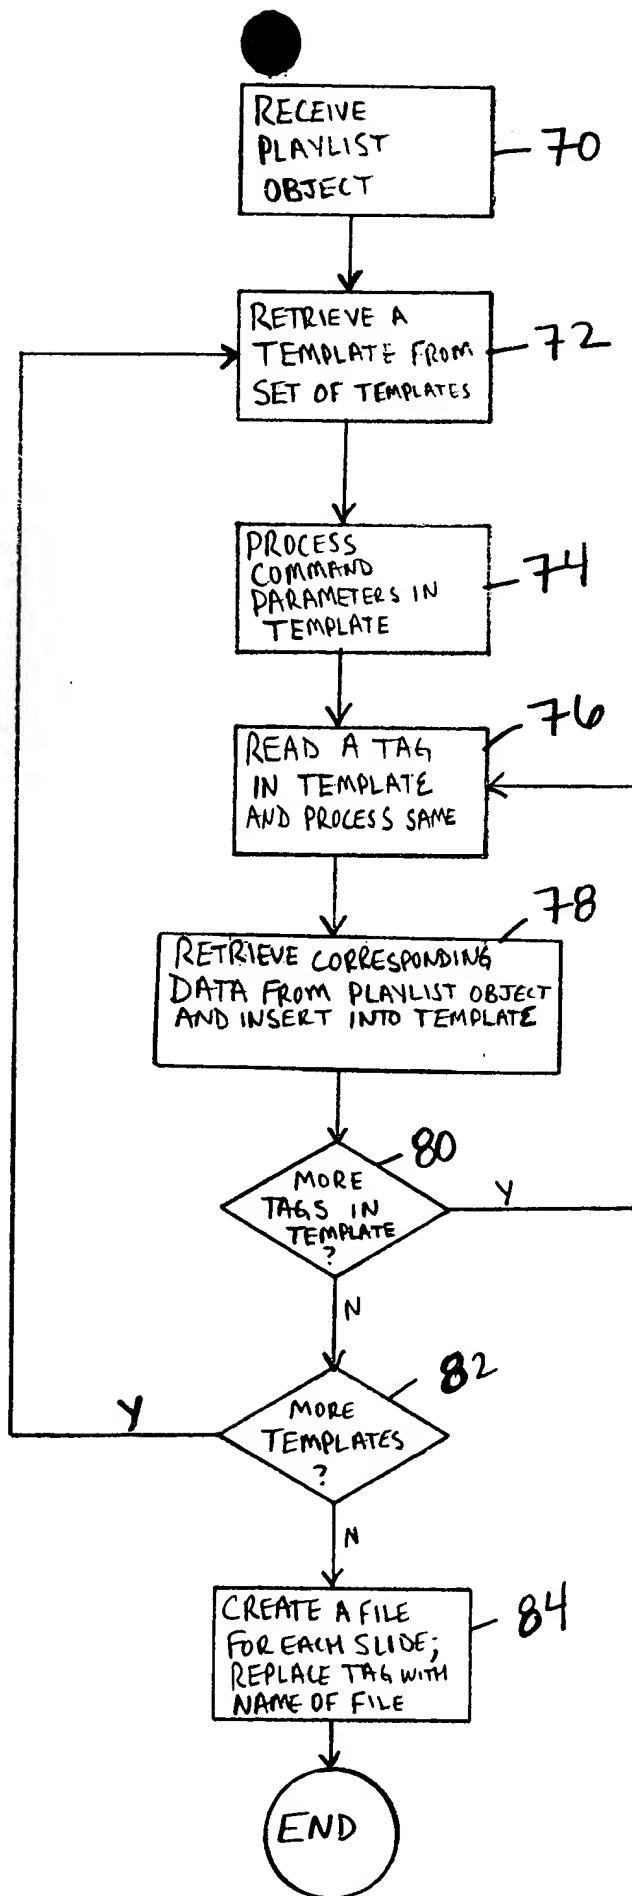 RECEIVE
PLAYLIST
OBJECT
70
RETRIEVE A
TEMPLATE FROM
SET OF TEMPLATES
72
PROCESS
COMMAND
PARAMETERS IN
TEMPLATE
74
READ A TAG
IN TEMPLATE
AND PROCESS SAME
76
RETRIEVE CORRESPONDING
DATA FROM PLAYLIST OBJECT
AND INSERT INTO TEMPLATE
78
MORE
TAGS IN
TEMPLATE
?
80
Y
N
MORE
TEMPLATES
?
82
Y
N
CREATE A FILE
FOR EACH SLIDE;
REPLACE TAG WITH
NAME OF FILE
84
END